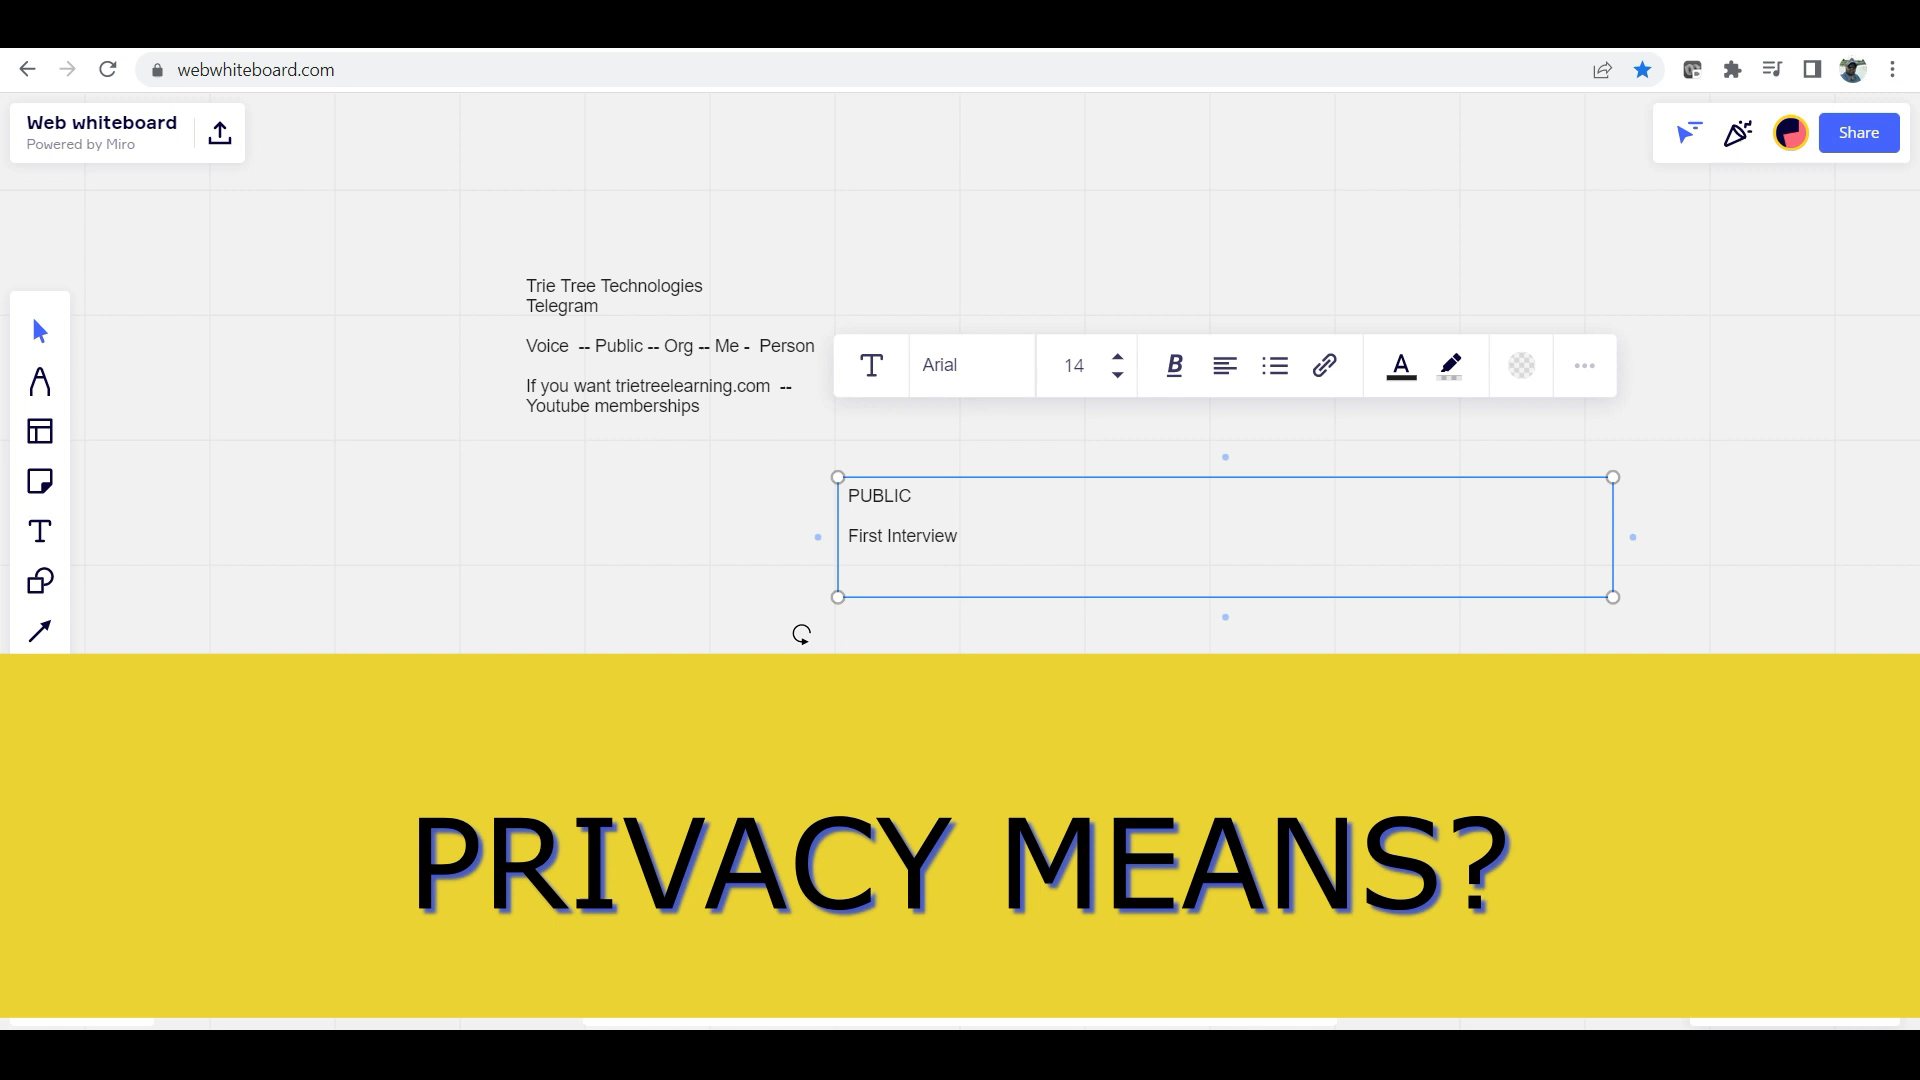 webwhiteboard.com
Web whiteboard
Powered by Miro
Share
Trie Tree Technologies
Telegram
Voice -- Public -- Org -- Me - Person
If you want trietreelearning.com --
Youtube memberships
Arial
14
B
A
PUBLIC
First Interview
PRIVACY MEANS?